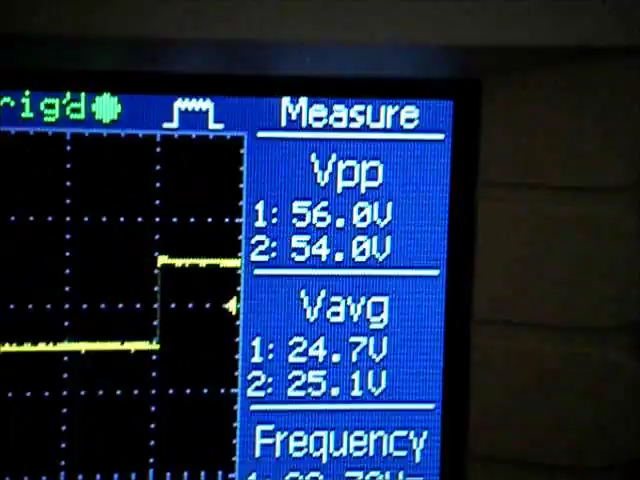 rig'd
Measure
Vpp
1: 56.0V
2: 54.0V
Vavg
1: 24.7V
2: 25.1V
Frequency